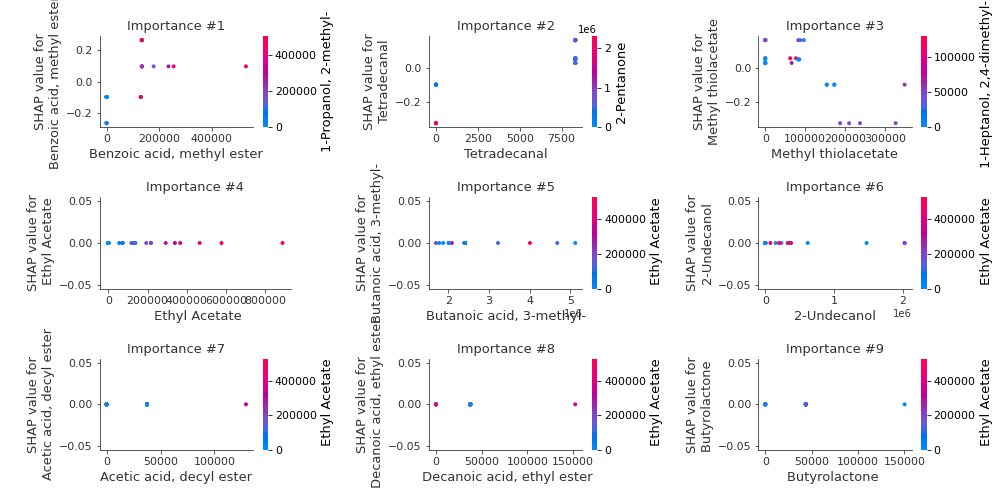 Importance #1
SHAP value for
Benzoic acid, methyl ester
0.2
0.0
−0.2
0
200000
400000
Benzoic acid, methyl ester
400000
200000
0
1-Propanol, 2-methyl-
Importance #2
SHAP value for
Tetradecanal
0.0
−0.2
0
2500
5000
7500
Tetradecanal
1e6
2
1
0
2-Pentanone
Importance #3
SHAP value for
Methyl thiolacetate
0.0
−0.2
0
100000
200000
300000
Methyl thiolacetate
100000
50000
0
1-Heptanol, 2,4-dimethyl-
Importance #4
SHAP value for
Ethyl Acetate
0.05
0.00
−0.05
0
200000
400000
600000
800000
Ethyl Acetate
Importance #5
SHAP value for
Butanoic acid, 3-methyl-
0.05
0.00
−0.05
2
3
4
5
1e6
Butanoic acid, 3-methyl-
400000
200000
0
Ethyl Acetate
Importance #6
SHAP value for
2-Undecanol
0.05
0.00
−0.05
0
1
2
1e6
2-Undecanol
400000
200000
0
Ethyl Acetate
Importance #7
SHAP value for
Acetic acid, decyl ester
0.05
0.00
−0.05
0
50000
100000
Acetic acid, decyl ester
400000
200000
0
Ethyl Acetate
Importance #8
SHAP value for
Decanoic acid, ethyl ester
0.05
0.00
−0.05
0
50000
100000
150000
Decanoic acid, ethyl ester
400000
200000
0
Ethyl Acetate
Importance #9
SHAP value for
Butyrolactone
0.05
0.00
−0.05
0
50000
100000
150000
Butyrolactone
400000
200000
0
Ethyl Acetate